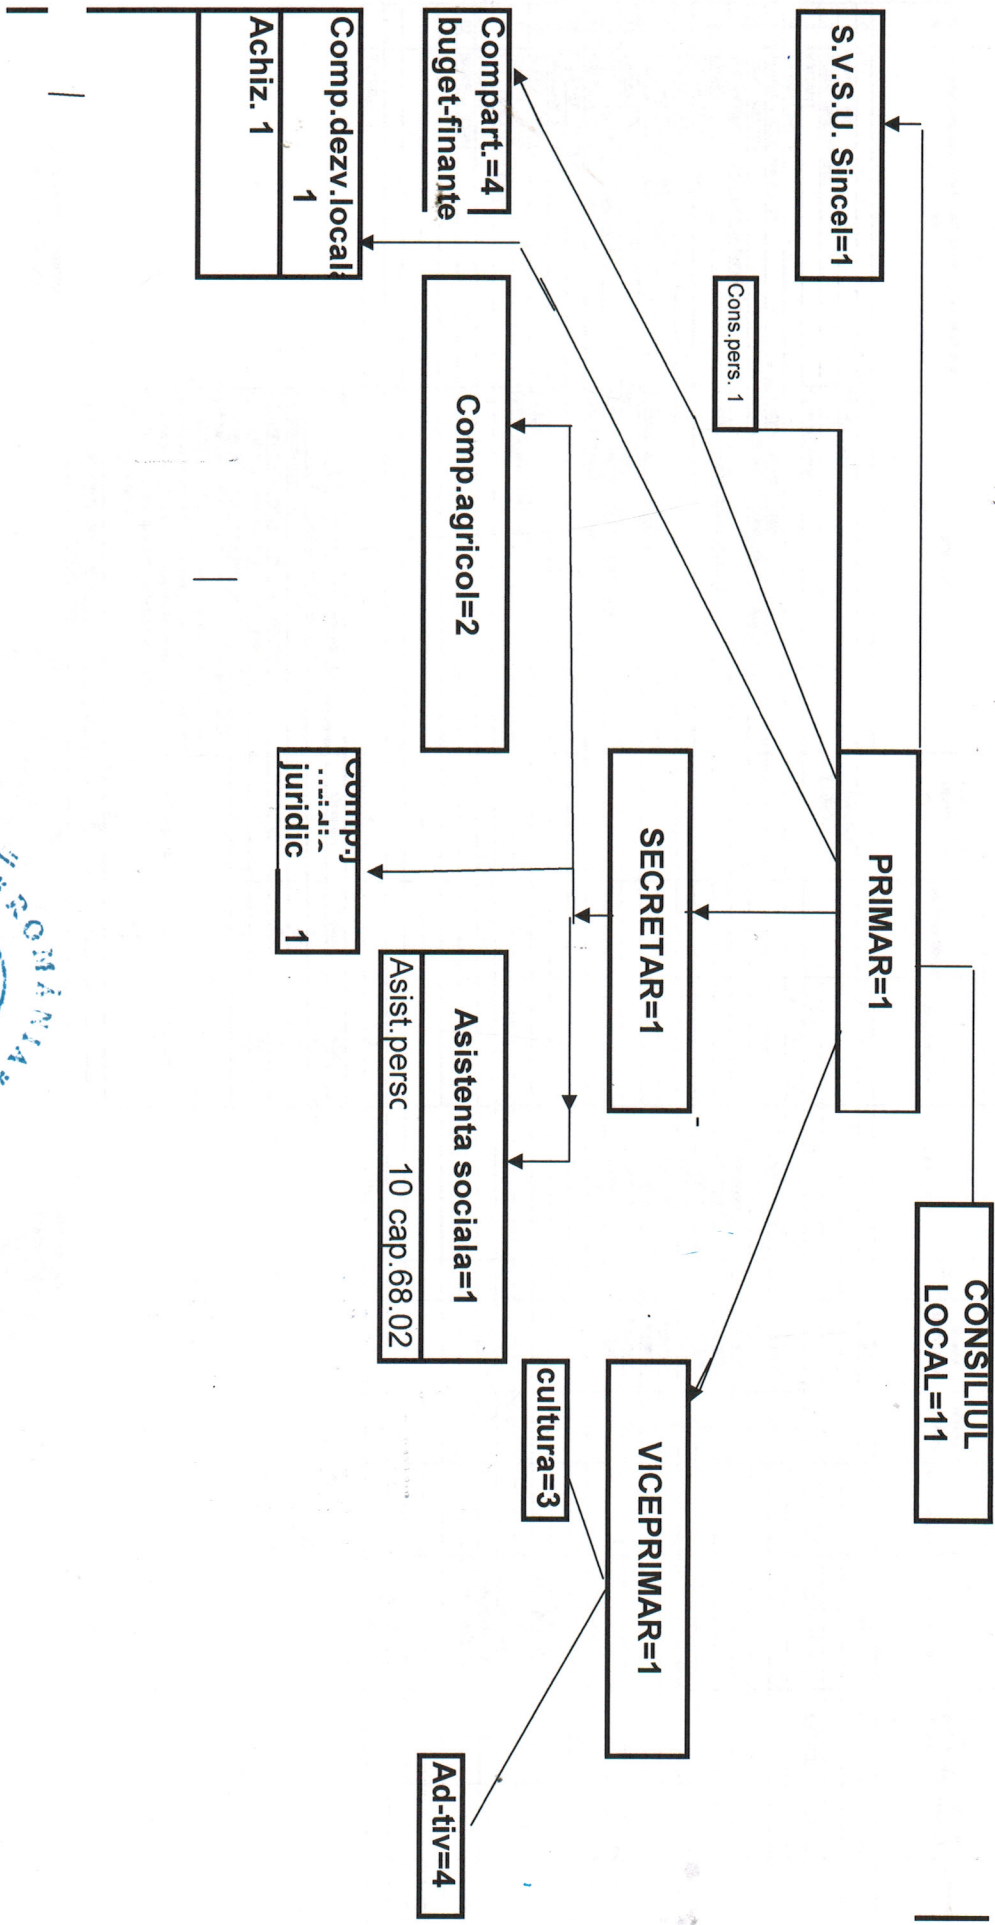 CONSILIUL
LOCAL=11
S.V.S.U. Sincel=1
PRIMAR=1
Cons.pers. 1
SECRETAR=1
VICEPRIMAR=1
cultura=3
Compart.=4
buget-finante
Comp.agricol=2
Asistenta sociala=1
Asist.persc 10 cap.68.02
Ad-tiv=4
Comp.dezv.locala
1
Achiz. 1
Comp.j
juridic 1
ROMÂNIA